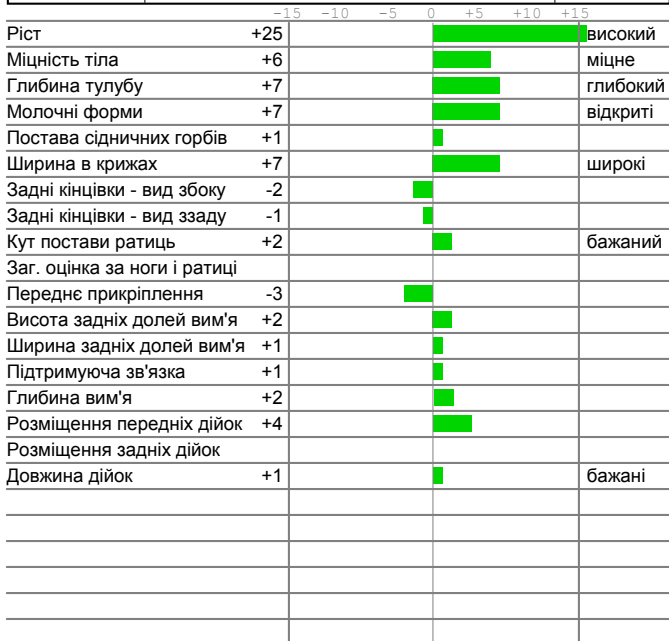 -15 -10 -5 0 +5 +10 +15
Ріст +25 високий
Міцність тіла +6 міцне
Глибина тулубу +7 глибокий
Молочні форми +7 відкриті
Постава сідничних горбів +1
Ширина в крижах +7 широкі
Задні кінцівки - вид збоку -2
Задні кінцівки - вид ззаду -1
Кут постави ратиць +2 бажаний
Заг. оцінка за ноги і ратиці
Переднє прикріплення -3
Висота задніх долей вим'я +2
Ширина задніх долей вим'я +1
Підтримуюча зв'язка +1
Глибина вим'я +2
Розміщення передніх дійок +4
Розміщення задніх дійок
Довжина дійок +1 бажані